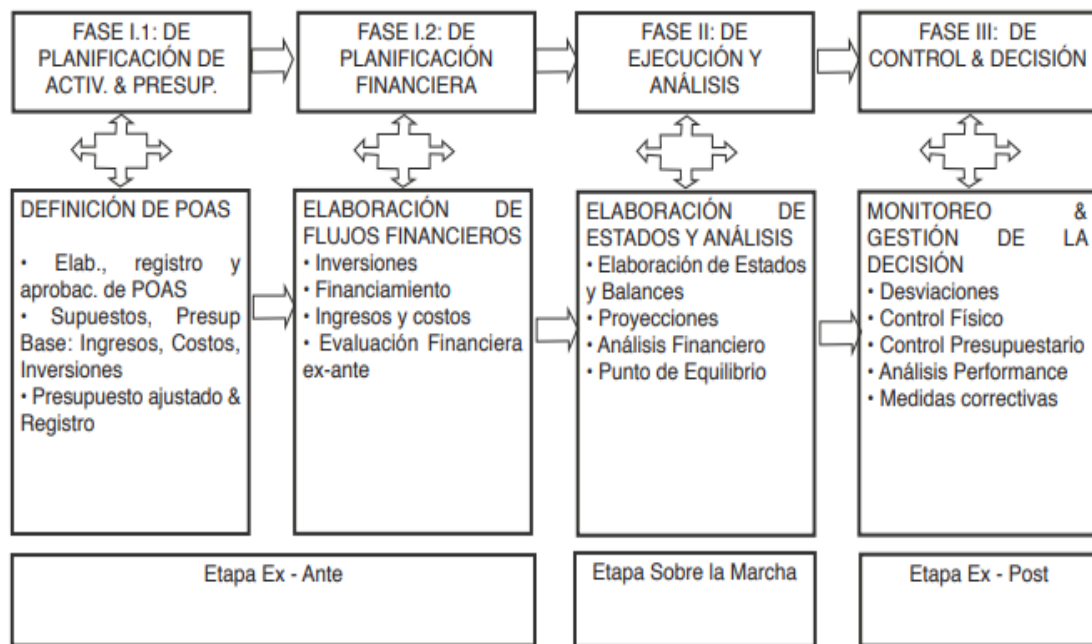 FASE I.1: DE
PLANIFICACIÓN DE
ACTIV. & PRESUP.
FASE I.2: DE
PLANIFICACIÓN
FINANCIERA
FASE II: DE
EJECUCIÓN Y
ANÁLISIS
FASE III: DE
CONTROL & DECISIÓN
DEFINICIÓN DE POAS
• Elab., registro y
aprobac. de POAS
• Supuestos, Presup
Base: Ingresos, Costos,
Inversiones
• Presupuesto ajustado &
Registro
ELABORACIÓN DE
FLUJOS FINANCIEROS
• Inversiones
• Financiamiento
• Ingresos y costos
• Evaluación Financiera
ex-ante
ELABORACIÓN DE
ESTADOS Y ANÁLISIS
• Elaboración de Estados
y Balances
• Proyecciones
• Análisis Financiero
• Punto de Equilibrio
MONITOREO &
GESTIÓN DE LA
DECISIÓN
• Desviaciones
• Control Físico
• Control Presupuestario
• Análisis Performance
• Medidas correctivas
Etapa Ex - Ante
Etapa Sobre la Marcha
Etapa Ex - Post